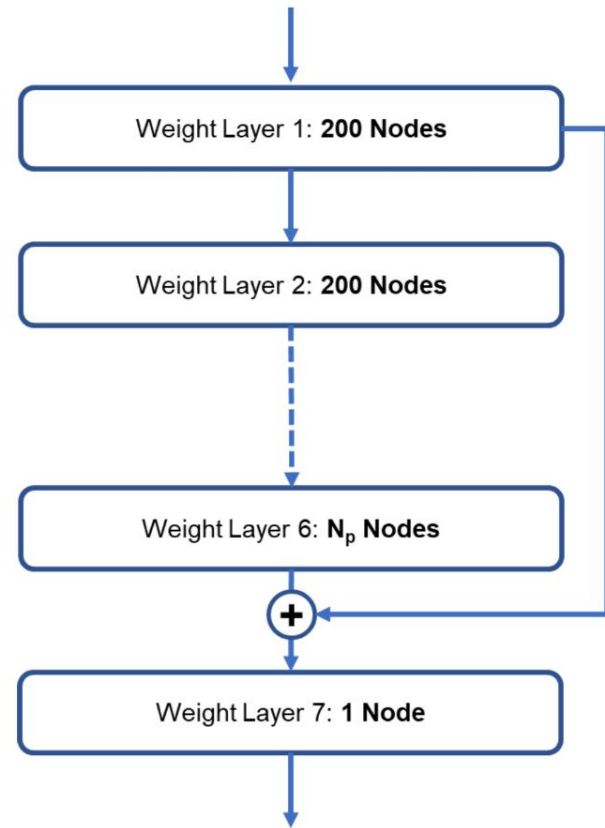 Weight Layer 1: 200 Nodes
Weight Layer 2: 200 Nodes
Weight Layer 6: Nₚ Nodes
+
Weight Layer 7: 1 Node